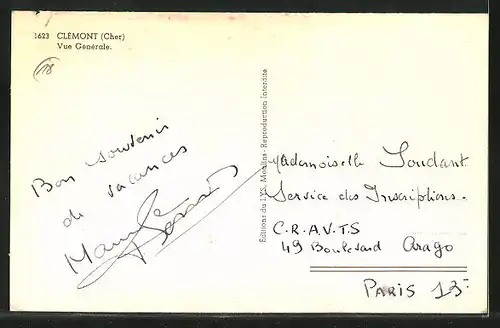 1623 CLÉMONT (Cher)
Vue Générale.
18
Bon souvenir
de vacances
Éditions du LYS, - Reproduction interdite
Mademoiselle Soudant
Service des Inscriptions.
C.R.A.V.T.S
49 Boulevard Arago
PARIS 13e